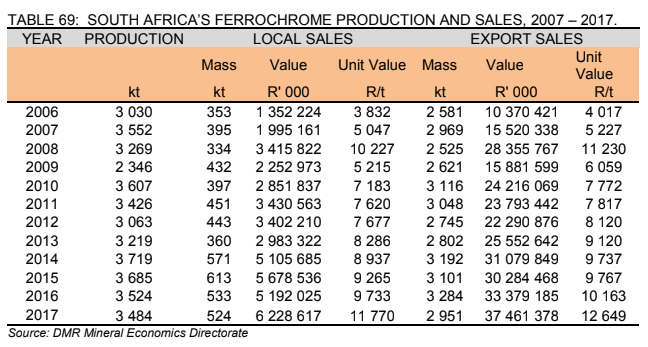 TABLE 69: SOUTH AFRICA'S FERROCHROME PRODUCTION AND SALES, 2007 – 2017.
YEAR PRODUCTION LOCAL SALES EXPORT SALES
Mass Value Unit Value Mass Value Unit Value
kt kt R' 000 R/t kt R' 000 R/t
2006 3 030 353 1 352 224 3 832 2 581 10 370 421 4 017
2007 3 552 395 1 995 161 5 047 2 969 15 520 338 5 227
2008 3 269 334 3 415 822 10 227 2 525 28 355 767 11 230
2009 2 346 432 2 252 973 5 215 2 621 15 881 599 6 059
2010 3 607 397 2 851 837 7 183 3 116 24 216 069 7 772
2011 3 426 451 3 430 563 7 620 3 048 23 793 442 7 817
2012 3 063 443 3 402 210 7 677 2 745 22 290 876 8 120
2013 3 219 360 2 983 322 8 286 2 802 25 552 642 9 120
2014 3 719 571 5 105 685 8 937 3 192 31 079 849 9 737
2015 3 685 613 5 678 536 9 265 3 101 30 284 468 9 767
2016 3 524 533 5 192 025 9 733 3 284 33 379 185 10 163
2017 3 484 524 6 228 617 11 770 2 951 37 461 378 12 649
Source: DMR Mineral Economics Directorate